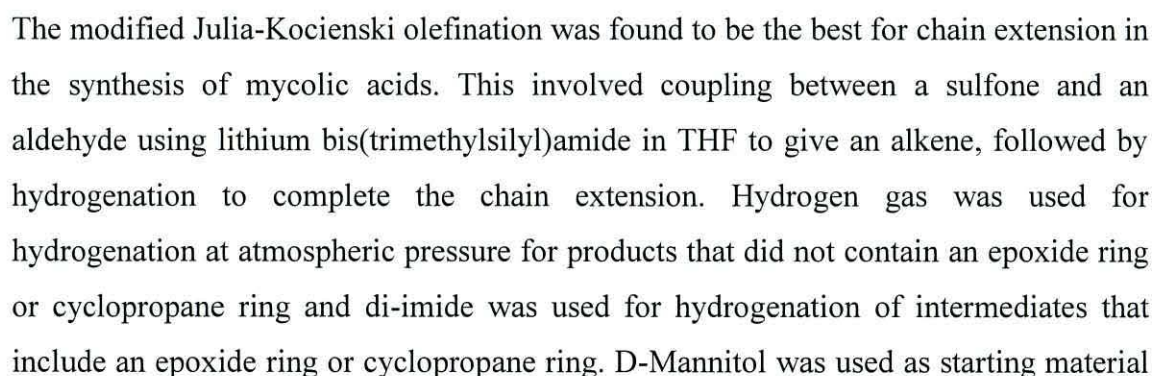 The modified Julia-Kocienski olefination was found to be the best for chain extension in
the synthesis of mycolic acids. This involved coupling between a sulfone and an
aldehyde using lithium bis(trimethylsilyl)amide in THF to give an alkene, followed by
hydrogenation to complete the chain extension. Hydrogen gas was used for
hydrogenation at atmospheric pressure for products that did not contain an epoxide ring
or cyclopropane ring and di-imide was used for hydrogenation of intermediates that
include an epoxide ring or cyclopropane ring. D-Mannitol was used as starting material